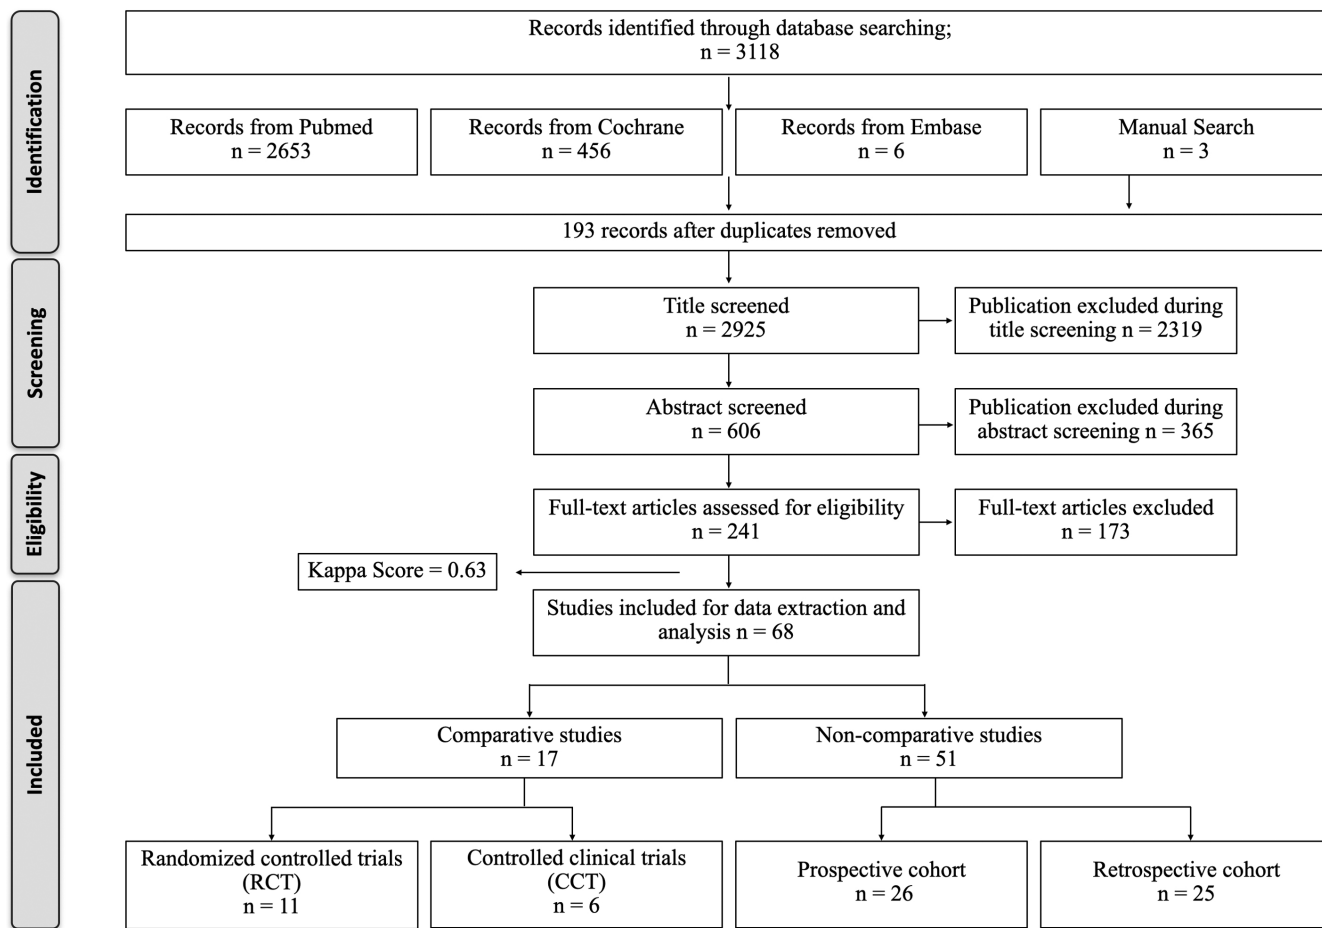 Identification
Records identified through database searching;
n = 3118
Records from Pubmed
n = 2653
Records from Cochrane
n = 456
Records from Embase
n = 6
Manual Search
n = 3
193 records after duplicates removed
Screening
Title screened
n = 2925
Publication excluded during
title screening n = 2319
Abstract screened
n = 606
Publication excluded during
abstract screening n = 365
Eligibility
Full-text articles assessed for eligibility
n = 241
Full-text articles excluded
n = 173
Kappa Score = 0.63
Included
Studies included for data extraction and
analysis n = 68
Comparative studies
n = 17
Non-comparative studies
n = 51
Randomized controlled trials
(RCT)
n = 11
Controlled clinical trials
(CCT)
n = 6
Prospective cohort
n = 26
Retrospective cohort
n = 25